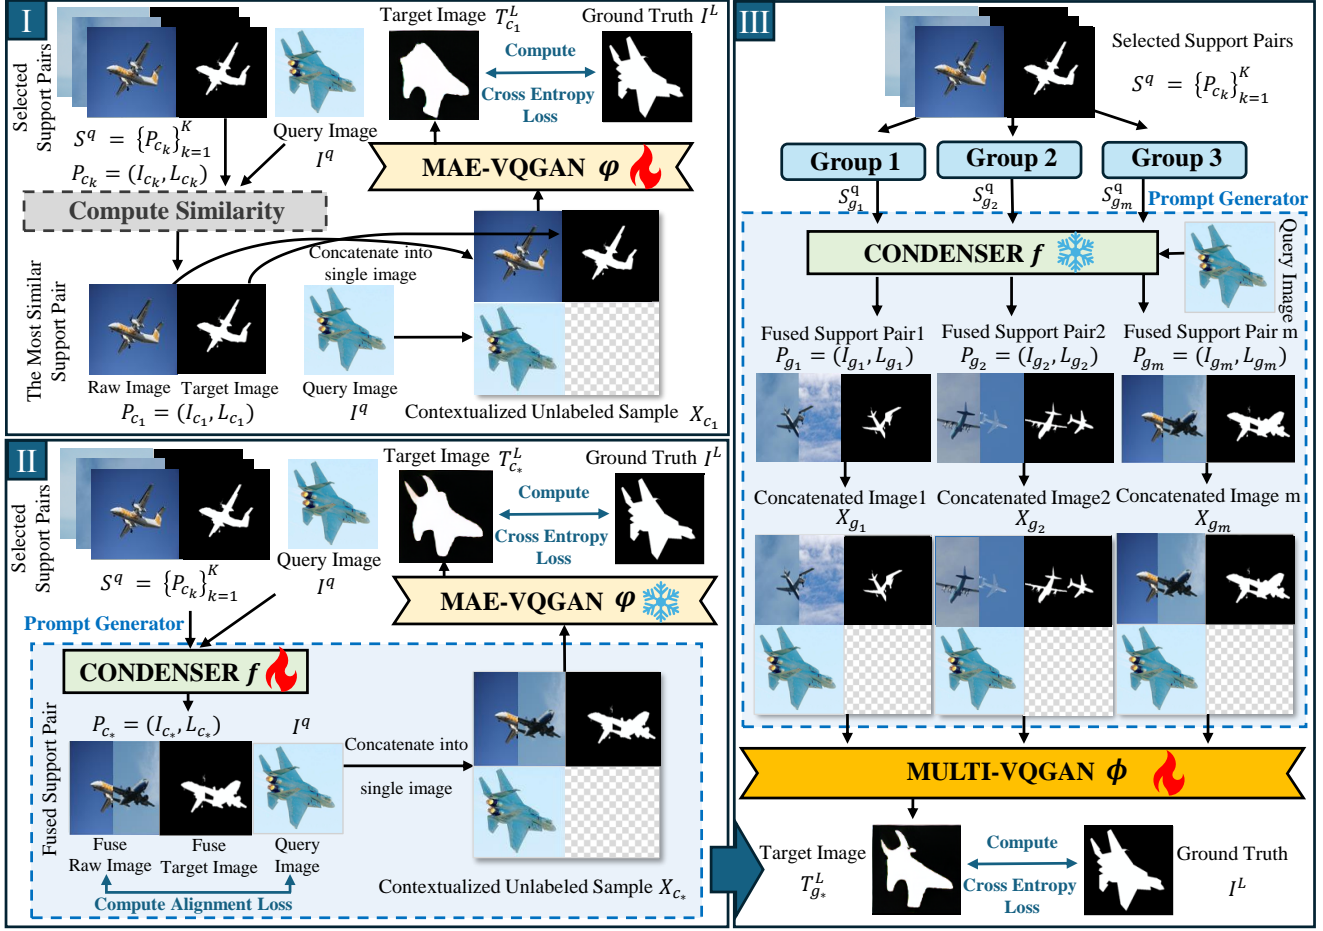 I
Selected
Support Pairs
S^q = {P_{c_k}}_{k=1}^K
P_{c_k} = (I_{c_k}, L_{c_k})
Query Image
I^q
Target Image T_{c_1}^L
Ground Truth I^L
Compute
Cross Entropy
Loss
MAE-VQGAN φ
Compute Similarity
The Most Similar
Support Pair
Raw Image
Target Image
P_{c_1} = (I_{c_1}, L_{c_1})
Concatenate into
single image
Query Image
I^q
Contextualized Unlabeled Sample X_{c_1}
II
Selected
Support Pairs
S^q = {P_{c_k}}_{k=1}^K
Query Image
I^q
Target Image T_{c_*}^L
Ground Truth I^L
Compute
Cross Entropy
Loss
MAE-VQGAN φ
Prompt Generator
CONDENSER f
P_{c_*} = (I_{c_*}, L_{c_*})
I^q
Fused Support Pair
Fuse
Raw Image
Fuse
Target Image
Query
Image
Compute Alignment Loss
Concatenate into
single image
Contextualized Unlabeled Sample X_{c_*}
III
Selected Support Pairs
S^q = {P_{c_k}}_{k=1}^K
Group 1
Group 2
Group 3
S_{g_1}^q
S_{g_2}^q
S_{g_m}^q
Prompt Generator
CONDENSER f
Query Image
Fused Support Pair1
P_{g_1} = (I_{g_1}, L_{g_1})
Fused Support Pair2
P_{g_2} = (I_{g_2}, L_{g_2})
Fused Support Pair m
P_{g_m} = (I_{g_m}, L_{g_m})
Concatenated Image1
X_{g_1}
Concatenated Image2
X_{g_2}
Concatenated Image m
X_{g_m}
MULTI-VQGAN ϕ
Target Image
T_{g_*}^L
Compute
Cross Entropy
Loss
Ground Truth
I^L